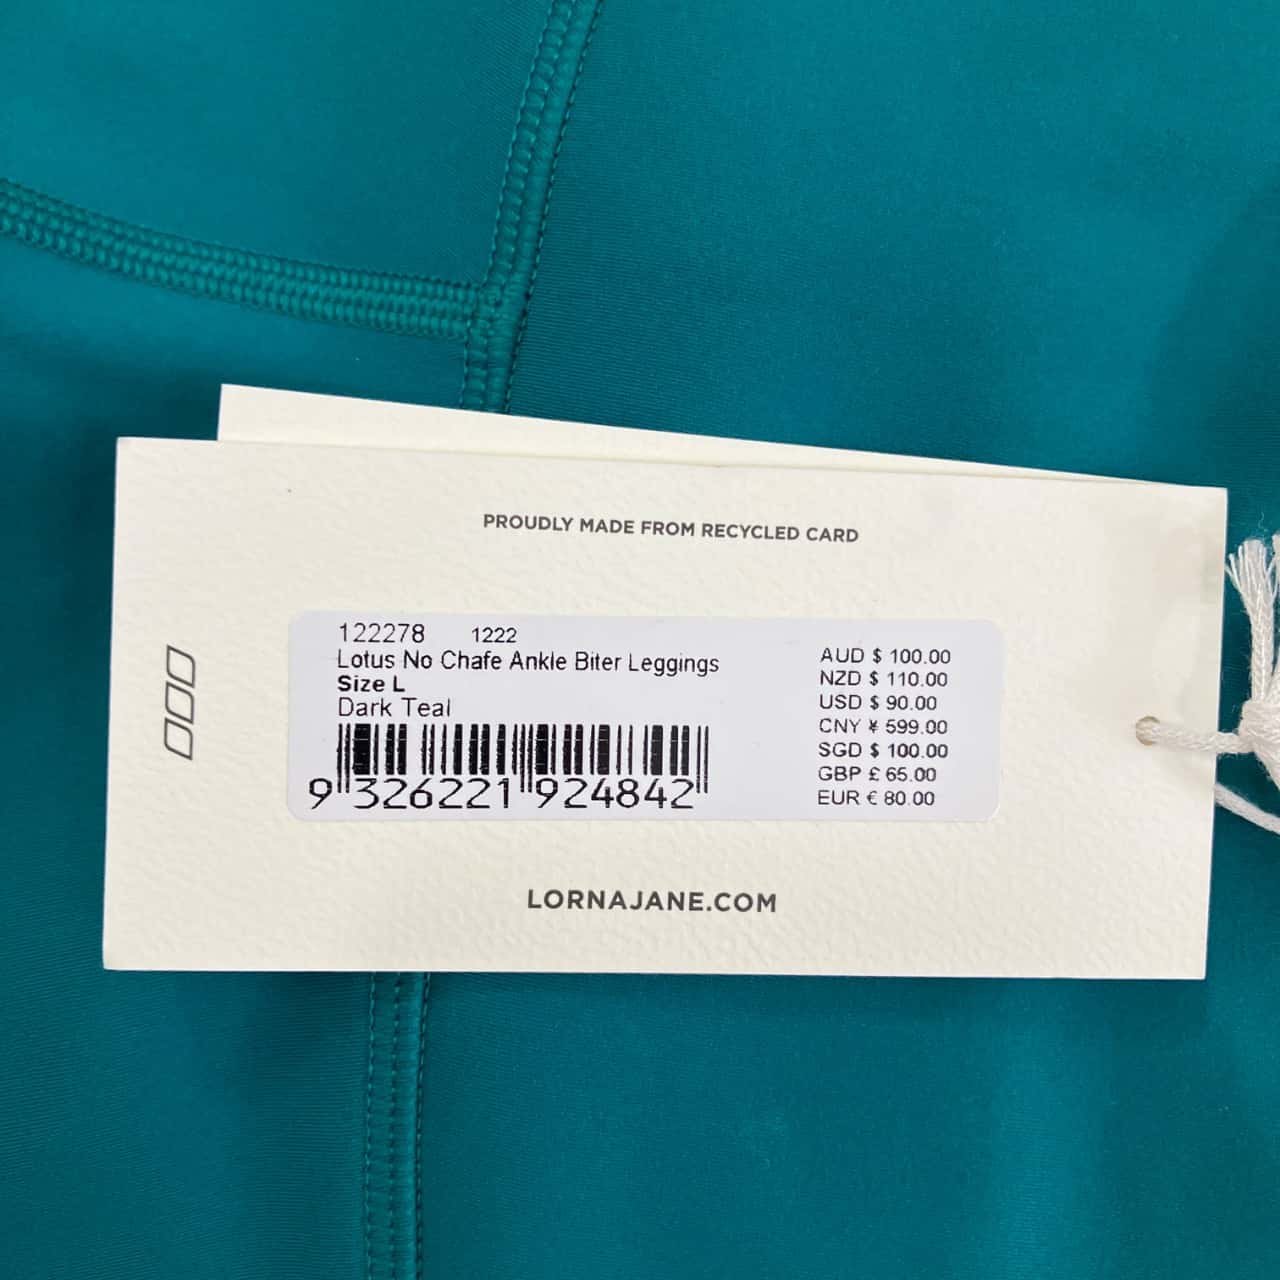 PROUDLY MADE FROM RECYCLED CARD
122278 1222
Lotus No Chafe Ankle Biter Leggings
Size L
Dark Teal
9 326221 924842
AUD $ 100.00
NZD $ 110.00
USD $ 90.00
CNY ¥ 599.00
SGD $ 100.00
GBP £ 65.00
EUR € 80.00
LORNAJANE.COM